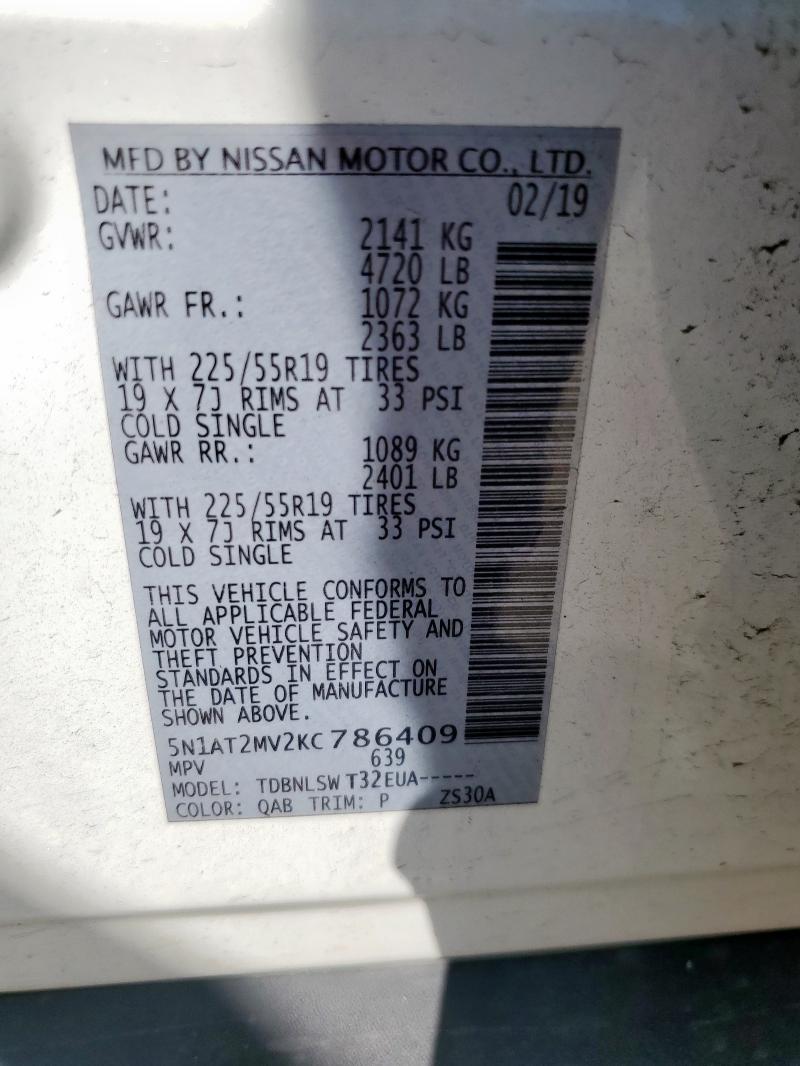 MFD BY NISSAN MOTOR CO., LTD.
DATE: 02/19
GVWR: 2141 KG
4720 LB
GAWR FR.: 1072 KG
2363 LB
WITH 225/55R19 TIRES
19 X 7J RIMS AT 33 PSI
COLD SINGLE
GAWR RR.: 1089 KG
2401 LB
WITH 225/55R19 TIRES
19 X 7J RIMS AT 33 PSI
COLD SINGLE
THIS VEHICLE CONFORMS TO
ALL APPLICABLE FEDERAL
MOTOR VEHICLE SAFETY AND
THEFT PREVENTION
STANDARDS IN EFFECT ON
THE DATE OF MANUFACTURE
SHOWN ABOVE.
5N1AT2MV2KC786409
MPV 639
MODEL: TDBNLSW T32EUA-----
COLOR: QAB TRIM: P ZS30A